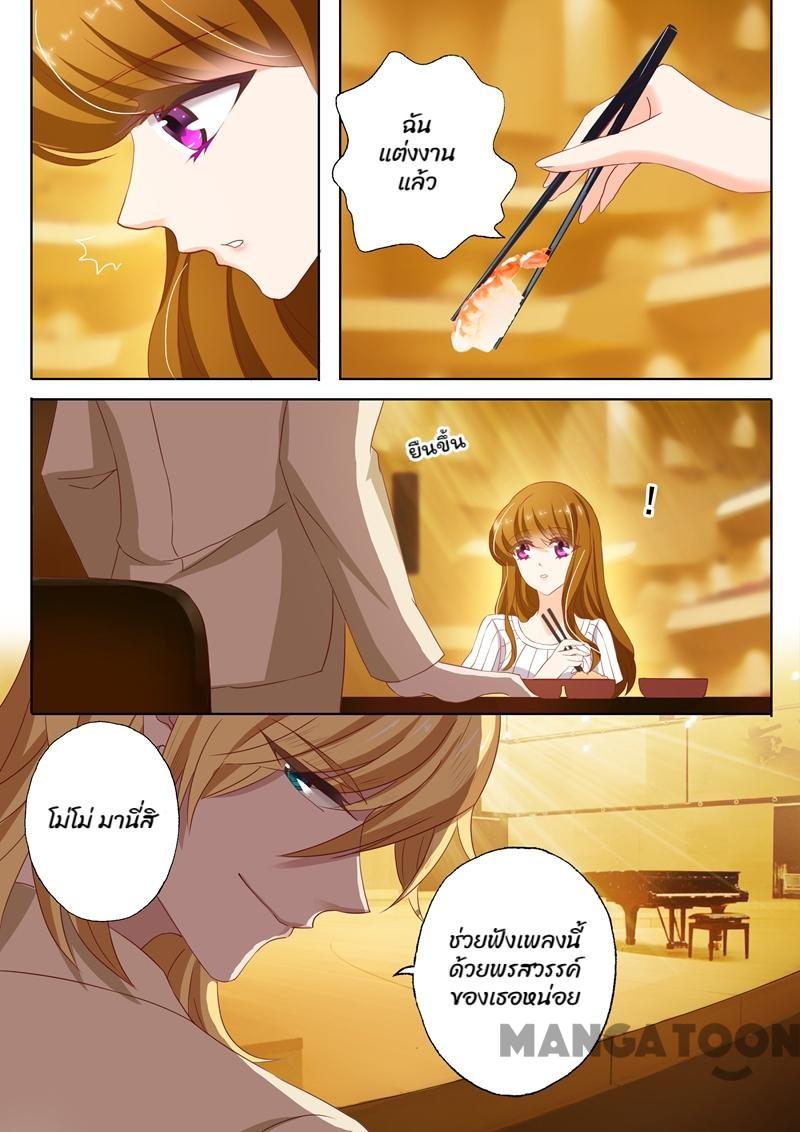 ฉัน
แต่งงาน
แล้ว
ยืนขึ้น
!
โม่โม่ มานี่สิ
ช่วยฟังเพลงนี้
ด้วยพรสวรรค์
ของเธอหน่อย
MANGATOON